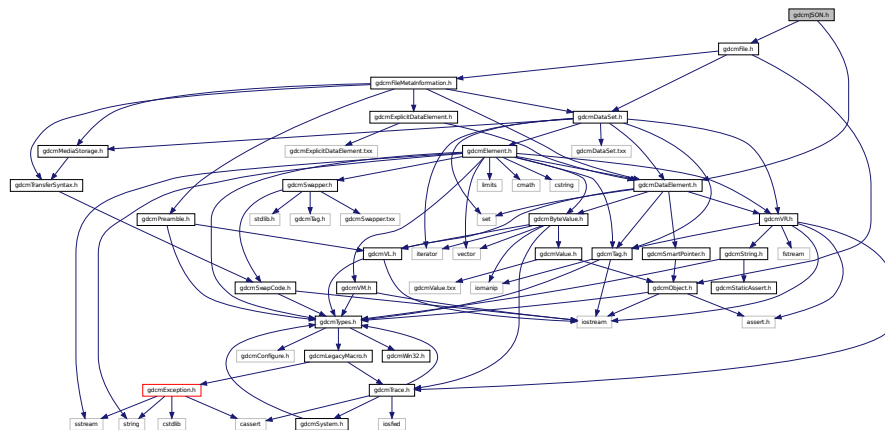 gdcmJSON.h
gdcmFile.h
gdcmFileMetaInformation.h
gdcmExplicitDataElement.h
gdcmDataSet.h
gdcmMediaStorage.h
gdcmExplicitDataElement.txx
gdcmElement.h
gdcmDataSet.txx
gdcmTransferSyntax.h
gdcmSwapper.h
limits
cmath
cstring
gdcmDataElement.h
gdcmPreamble.h
stdlib.h
gdcmTag.h
gdcmSwapper.txx
set
gdcmByteValue.h
gdcmVR.h
gdcmVL.h
iterator
vector
gdcmValue.h
gdcmTag.h
gdcmSmartPointer.h
gdcmString.h
fstream
gdcmSwapCode.h
gdcmVM.h
gdcmValue.txx
iomanip
gdcmObject.h
gdcmStaticAssert.h
gdcmTypes.h
iostream
assert.h
gdcmConfigure.h
gdcmLegacyMacro.h
gdcmWin32.h
gdcmException.h
gdcmTrace.h
sstream
string
cstdlib
cassert
gdcmSystem.h
iosfwd